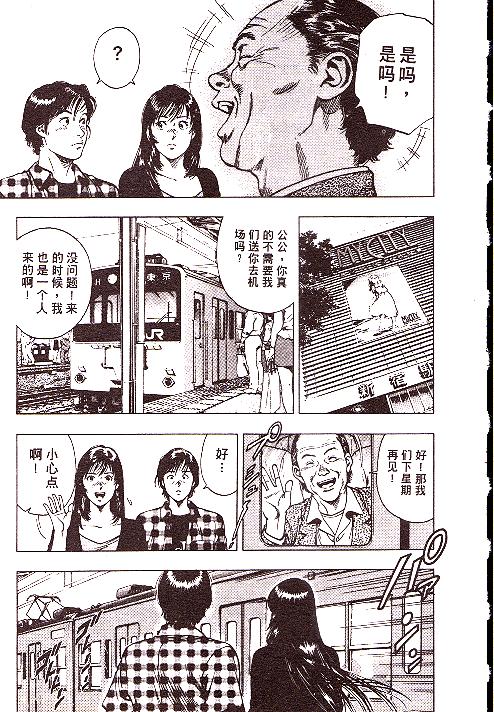 是吗，
是吗！
？
MYCITY
新宿駅
公公，你真
的不需要我
们送你去机
场吗？
東京
JR
没问题！来
的时候，我
也是一个人
来的啊！
好！那我
们下星期
再见！
好…
小心点
啊！